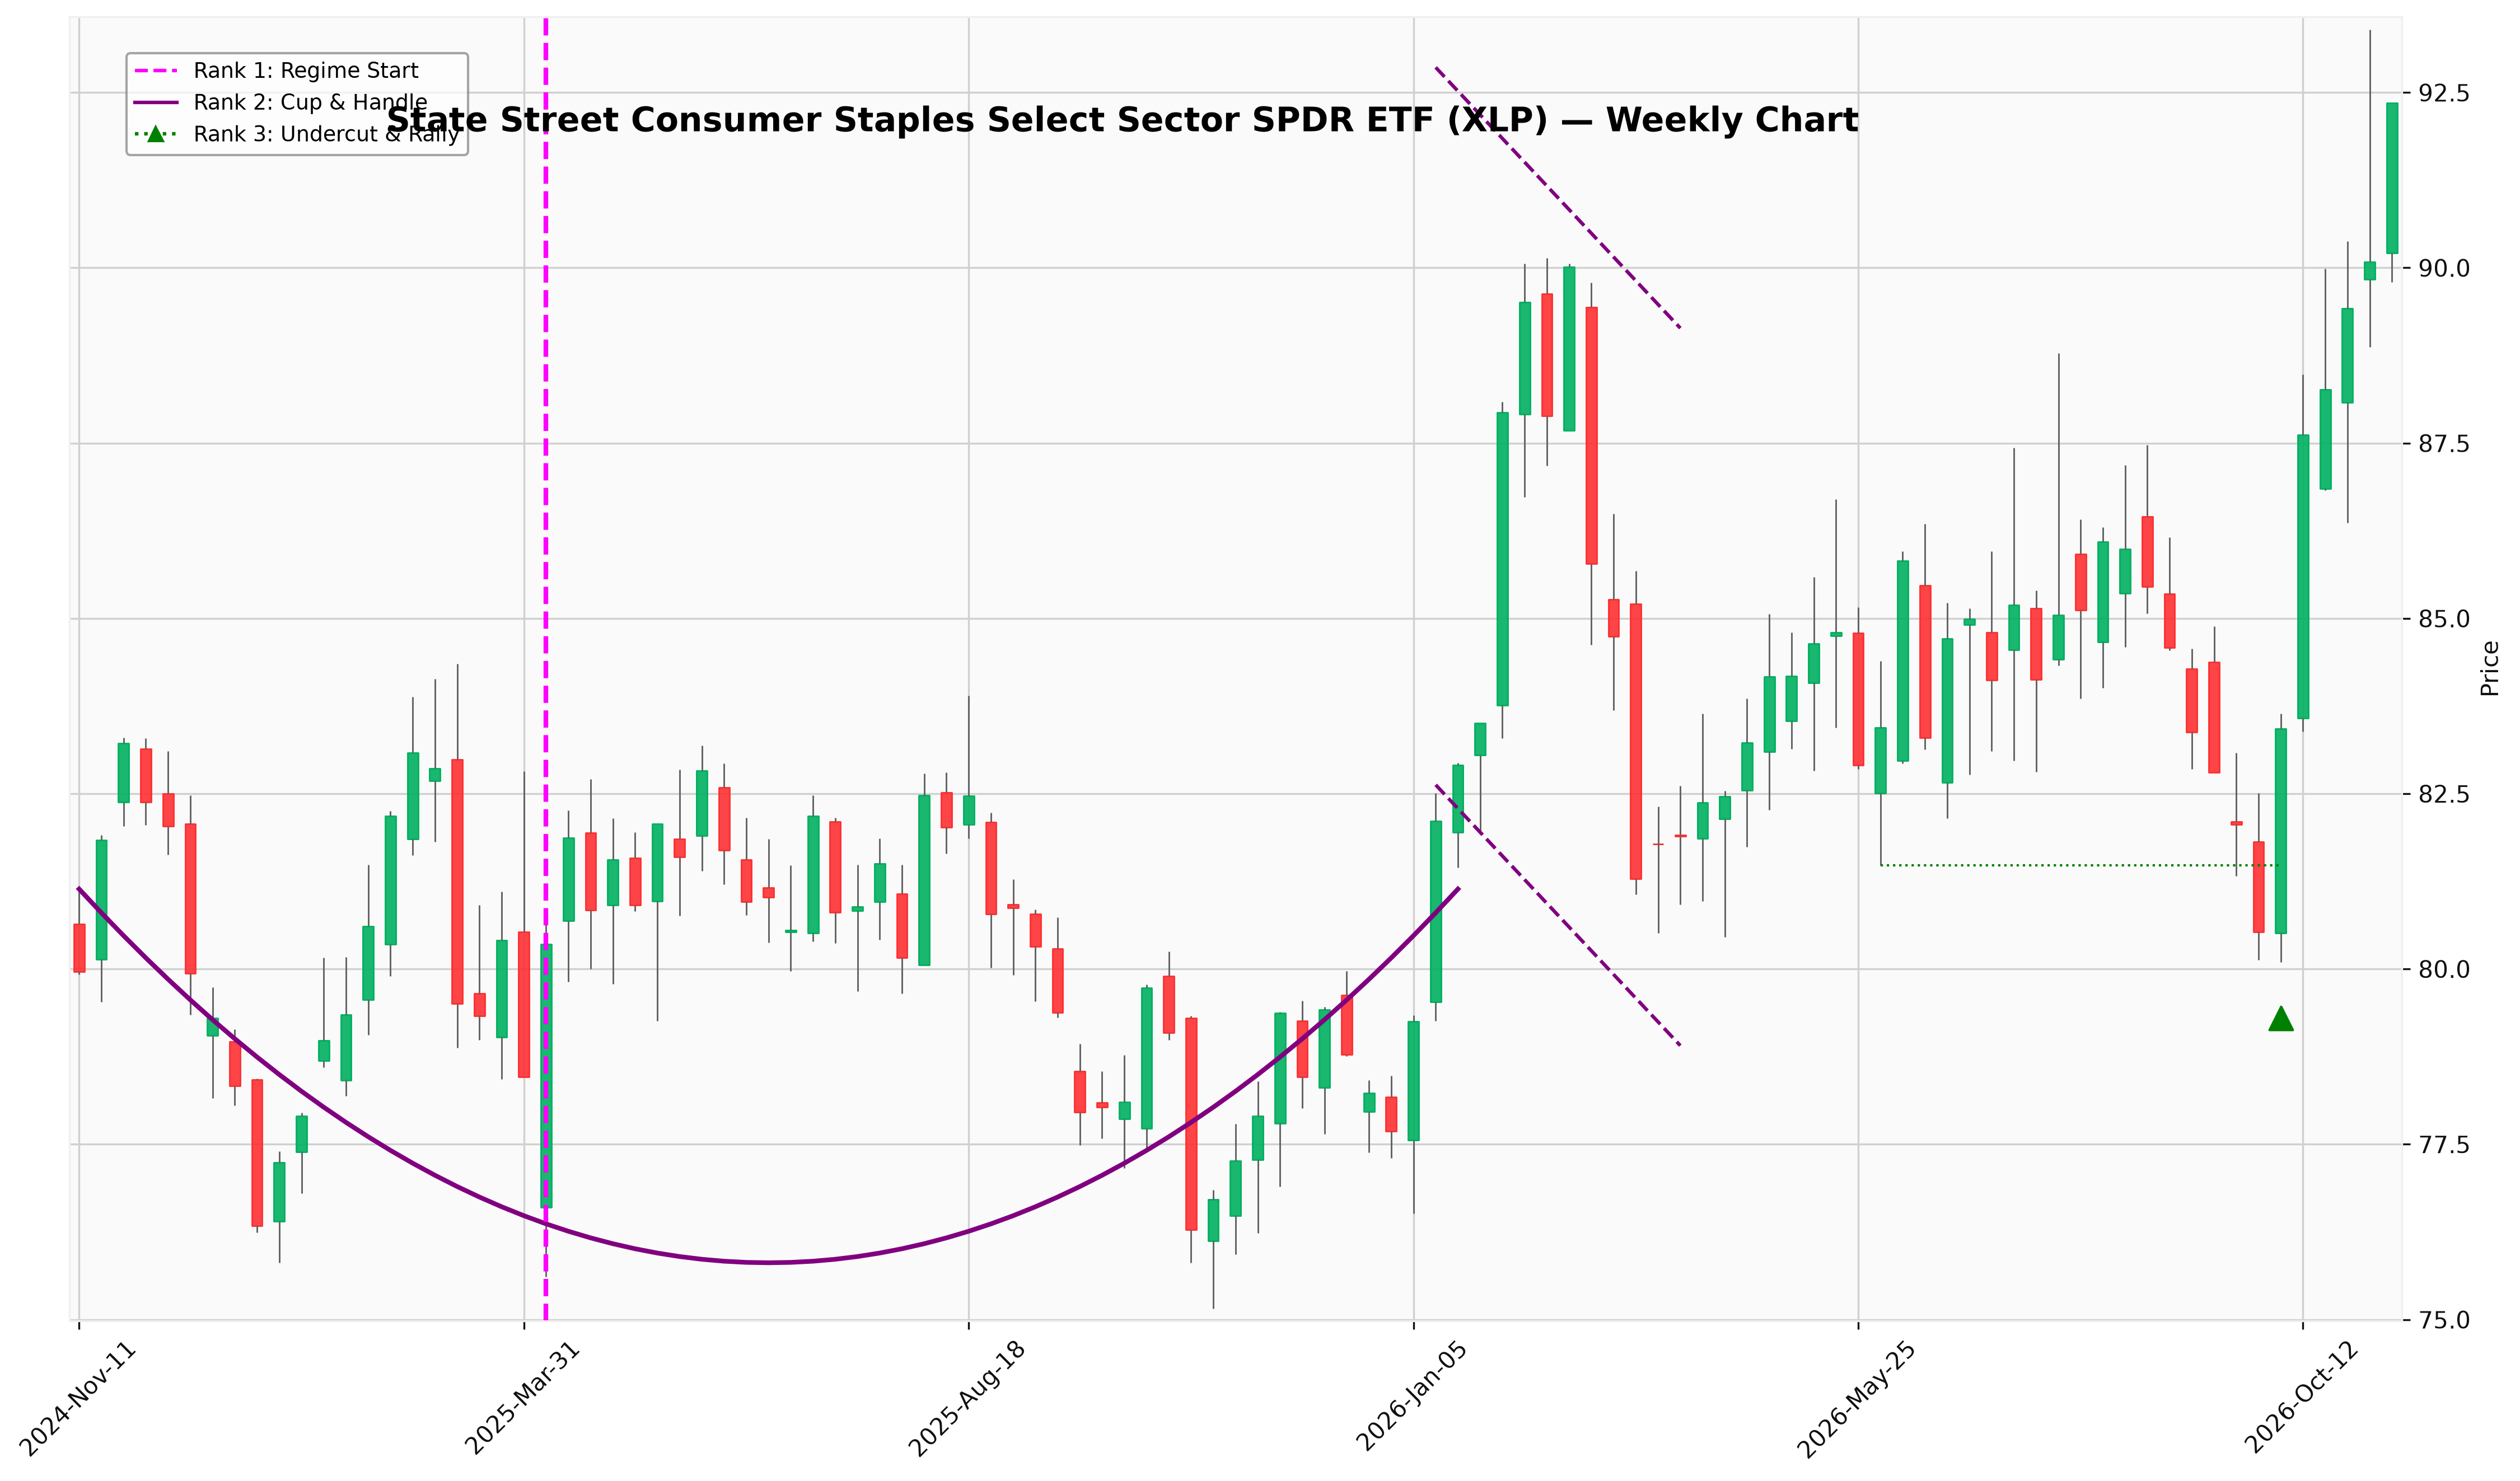 Rank 1: Regime Start
Rank 2: Cup & Handle
Rank 3: Undercut & Rally
State Street Consumer Staples Select Sector SPDR ETF (XLP) — Weekly Chart
92.5
90.0
87.5
85.0
82.5
80.0
77.5
75.0
Price
2024-Nov-11
2025-Mar-31
2025-Aug-18
2026-Jan-05
2026-May-25
2026-Oct-12